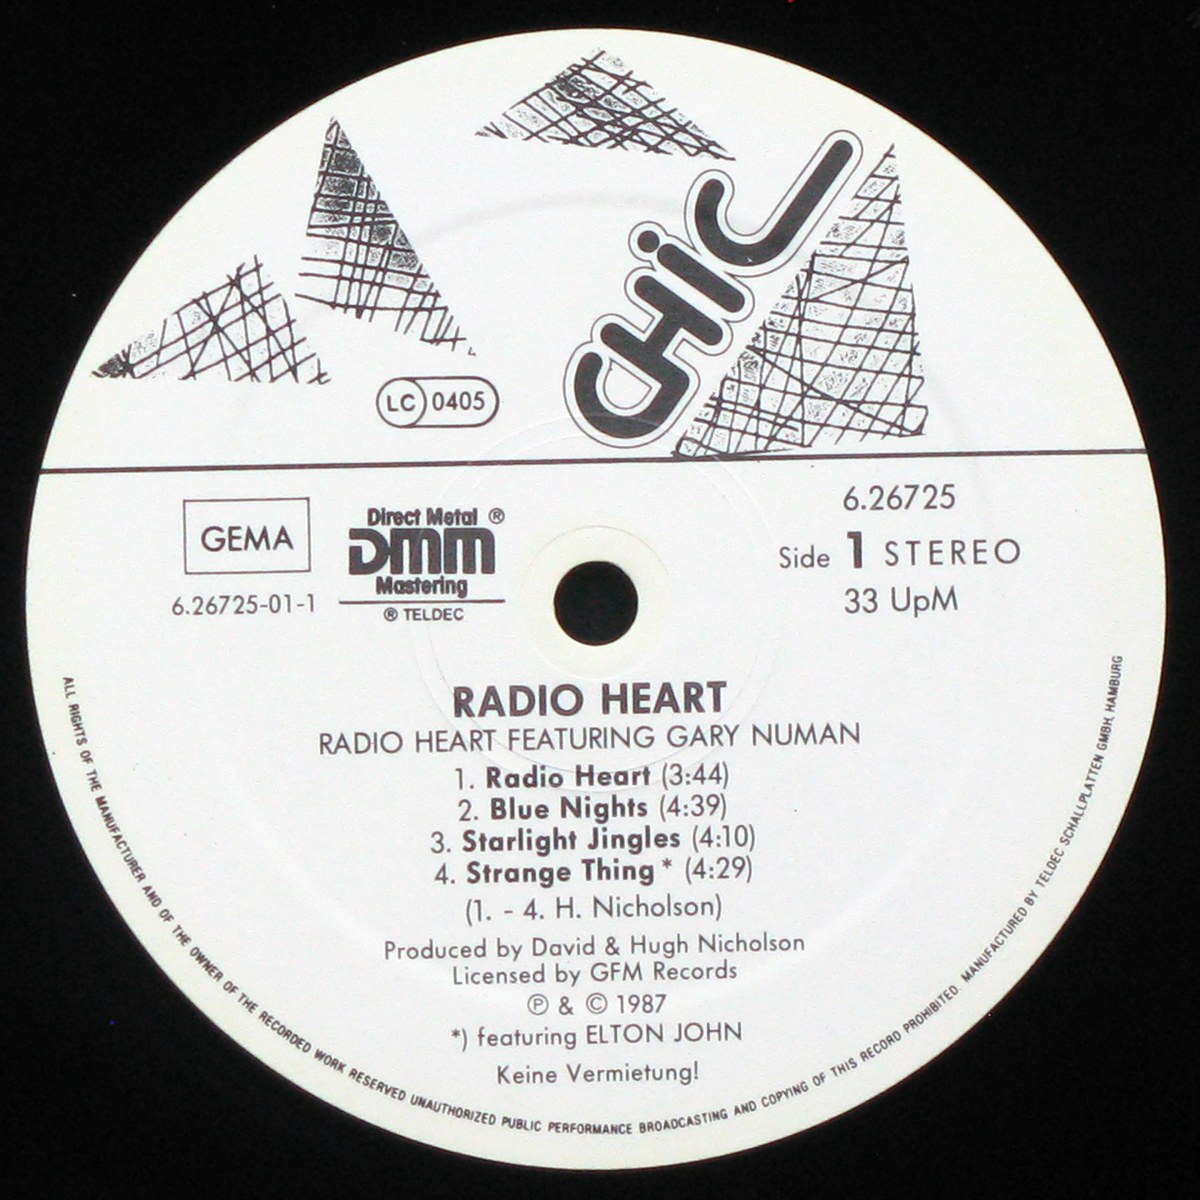 CHIC
LC 0405
GEMA
6.26725-01-1
Direct Metal ®
DMM
Mastering
® TELDEC
6.26725
Side 1 STEREO
33 UpM
RADIO HEART
RADIO HEART FEATURING GARY NUMAN
1. Radio Heart (3:44)
2. Blue Nights (4:39)
3. Starlight Jingles (4:10)
4. Strange Thing * (4:29)
(1. - 4. H. Nicholson)
Produced by David & Hugh Nicholson
Licensed by GFM Records
℗ & © 1987
*) featuring ELTON JOHN
Keine Vermietung!
ALL RIGHTS OF THE MANUFACTURER AND OF THE OWNER OF THE RECORDED WORK RESERVED UNAUTHORIZED PUBLIC PERFORMANCE BROADCASTING AND COPYING OF THIS RECORD PROHIBITED. MANUFACTURED BY TELDEC SCHALLPLATTEN GMBH, HAMBURG